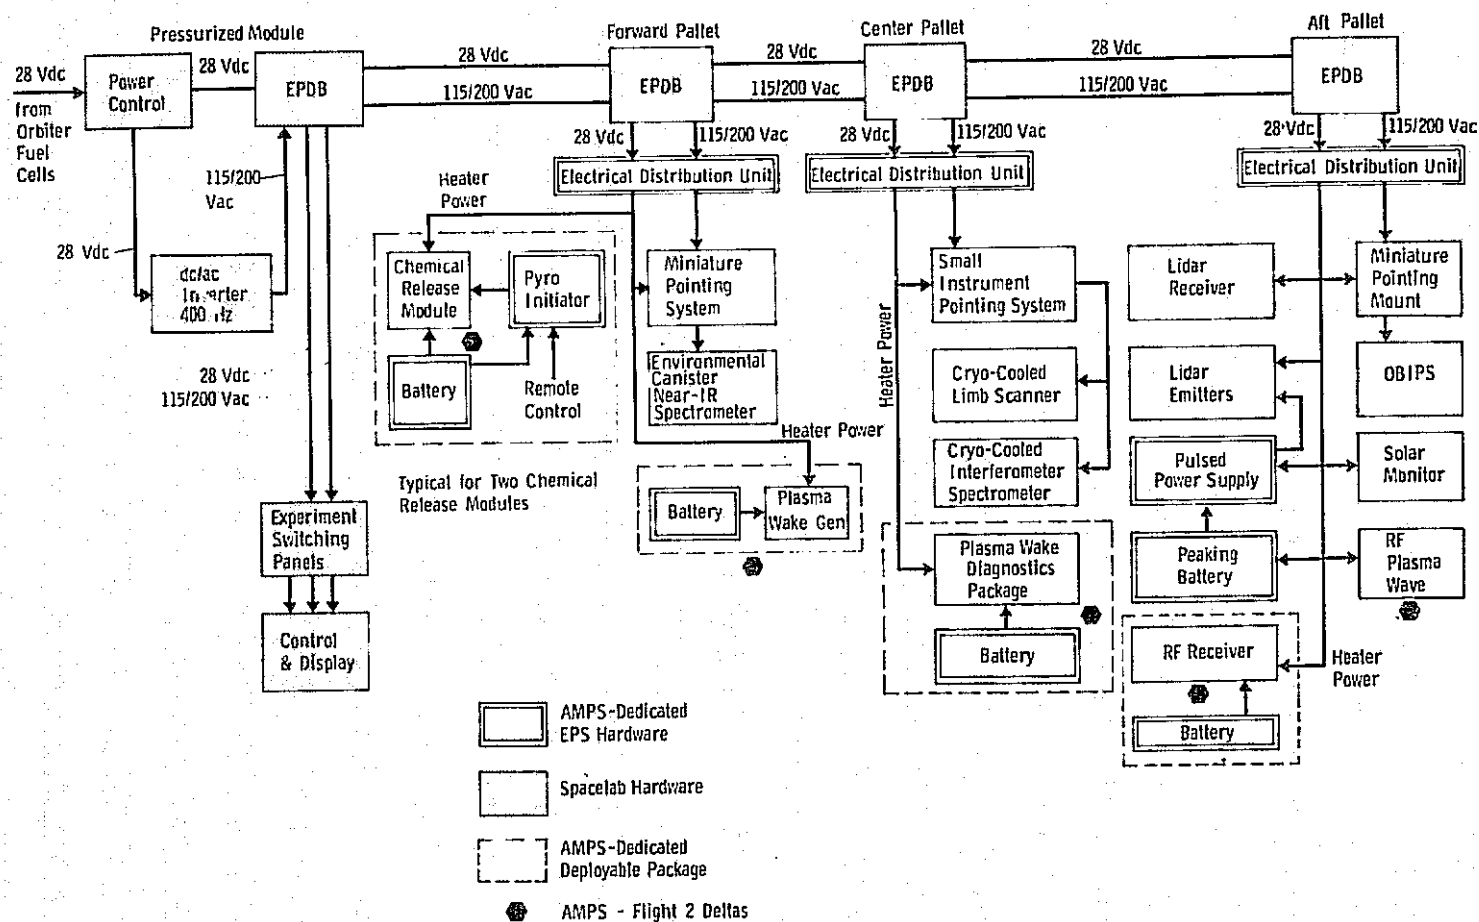 Pressurized Module
Forward Pallet
Center Pallet
Aft Pallet
28 Vdc
from
Orbiter
Fuel
Cells
Power
Control
28 Vdc
EPDB
28 Vdc
115/200 Vac
EPDB
28 Vdc
115/200 Vac
EPDB
28 Vdc
115/200 Vac
EPDB
28 Vdc
115/200 Vac
28 Vdc
115/200 Vac
28 Vdc
115/200 Vac
Electrical Distribution Unit
Electrical Distribution Unit
Electrical Distribution Unit
115/200
Vac
28 Vdc
dc/ac
Inverter
400 Hz
28 Vdc
115/200 Vac
Experiment
Switching
Panels
Control
& Display
Heater
Power
Chemical
Release
Module
Pyro
Initiator
Battery
Remote
Control
Typical for Two Chemical
Release Modules
Miniature
Pointing
System
Environmental
Canister
Near-IR
Spectrometer
Heater Power
Battery
Plasma
Wake Gen
Heater Power
Small
Instrument
Pointing System
Cryo-Cooled
Limb Scanner
Cryo-Cooled
Interferometer
Spectrometer
Plasma Wake
Diagnostics
Package
Battery
Lidar
Receiver
Miniature
Pointing
Mount
Lidar
Emitters
OBIPS
Pulsed
Power Supply
Solar
Monitor
Peaking
Battery
RF
Plasma
Wave
RF Receiver
Heater
Power
Battery
AMPS-Dedicated
EPS Hardware
Spacelab Hardware
AMPS-Dedicated
Deployable Package
AMPS - Flight 2 Deltas